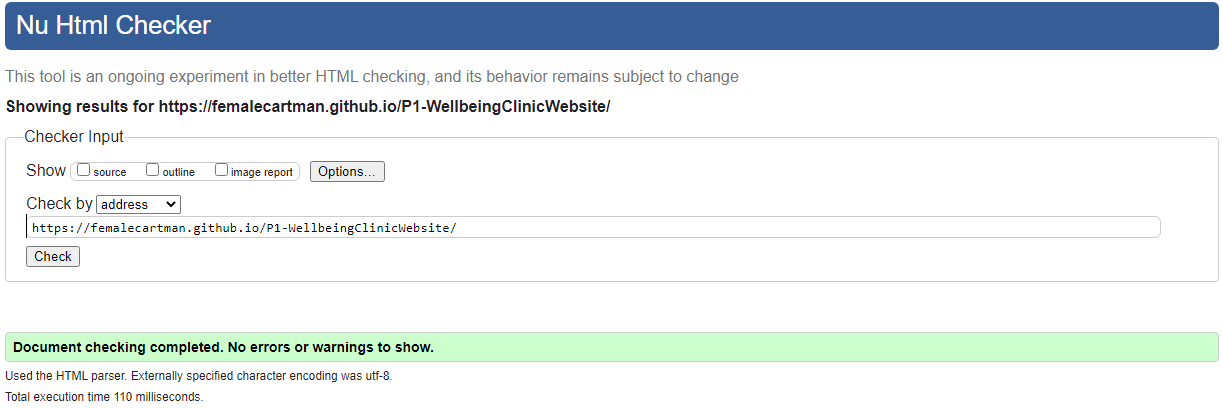 Nu Html Checker
This tool is an ongoing experiment in better HTML checking, and its behavior remains subject to change
Showing results for https://femalecartman.github.io/P1-WellbeingClinicWebsite/
Checker Input
Show source outline image report Options...
Check by address
https://femalecartman.github.io/P1-WellbeingClinicWebsite/
Check
Document checking completed. No errors or warnings to show.
Used the HTML parser. Externally specified character encoding was utf-8.
Total execution time 110 milliseconds.